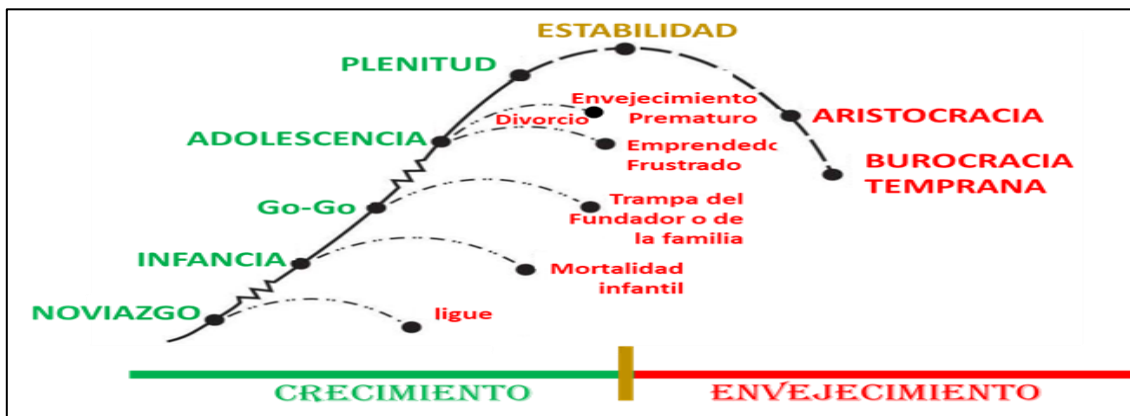 ESTABILIDAD
PLENITUD
Envejecimiento
Prematuro
Divorcio
ADOLESCENCIA
ARISTOCRACIA
Emprendedo
Frustrado
BUROCRACIA
TEMPRANA
Go-Go
Trampa del
Fundador o de
la familia
INFANCIA
Mortalidad
infantil
NOVIAZGO
ligue
CRECIMIENTO
ENVEJECIMIENTO